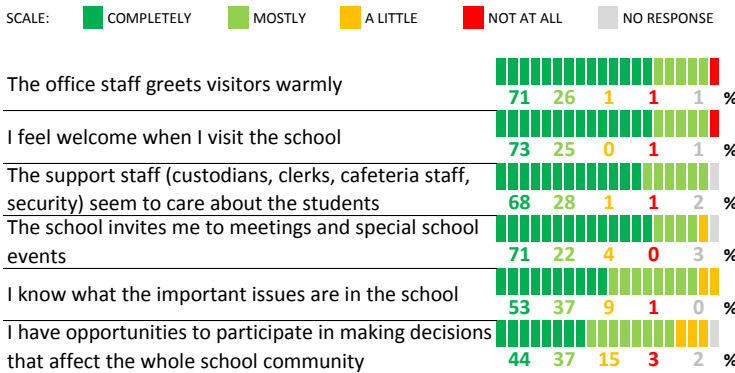 SCALE: COMPLETELY MOSTLY A LITTLE NOT AT ALL NO RESPONSE
The office staff greets visitors warmly
71 26 1 1 1 %
I feel welcome when I visit the school
73 25 0 1 1 %
The support staff (custodians, clerks, cafeteria staff,
security) seem to care about the students
68 28 1 1 2 %
The school invites me to meetings and special school
events
71 22 4 0 3 %
I know what the important issues are in the school
53 37 9 1 0 %
I have opportunities to participate in making decisions
that affect the whole school community
44 37 15 3 2 %